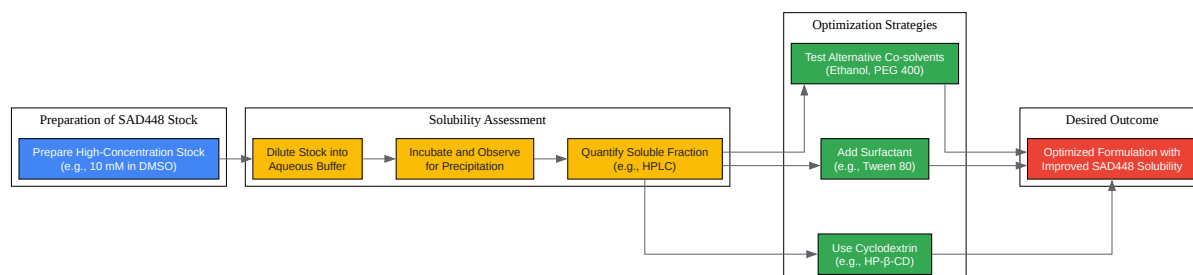 Preparation of SAD448 Stock
Prepare High-Concentration Stock
(e.g., 10 mM in DMSO)
Solubility Assessment
Dilute Stock into
Aqueous Buffer
Incubate and Observe
for Precipitation
Quantify Soluble Fraction
(e.g., HPLC)
Optimization Strategies
Test Alternative Co-solvents
(Ethanol, PEG 400)
Add Surfactant
(e.g., Tween 80)
Use Cyclodextrin
(e.g., HP-β-CD)
Desired Outcome
Optimized Formulation with
Improved SAD448 Solubility